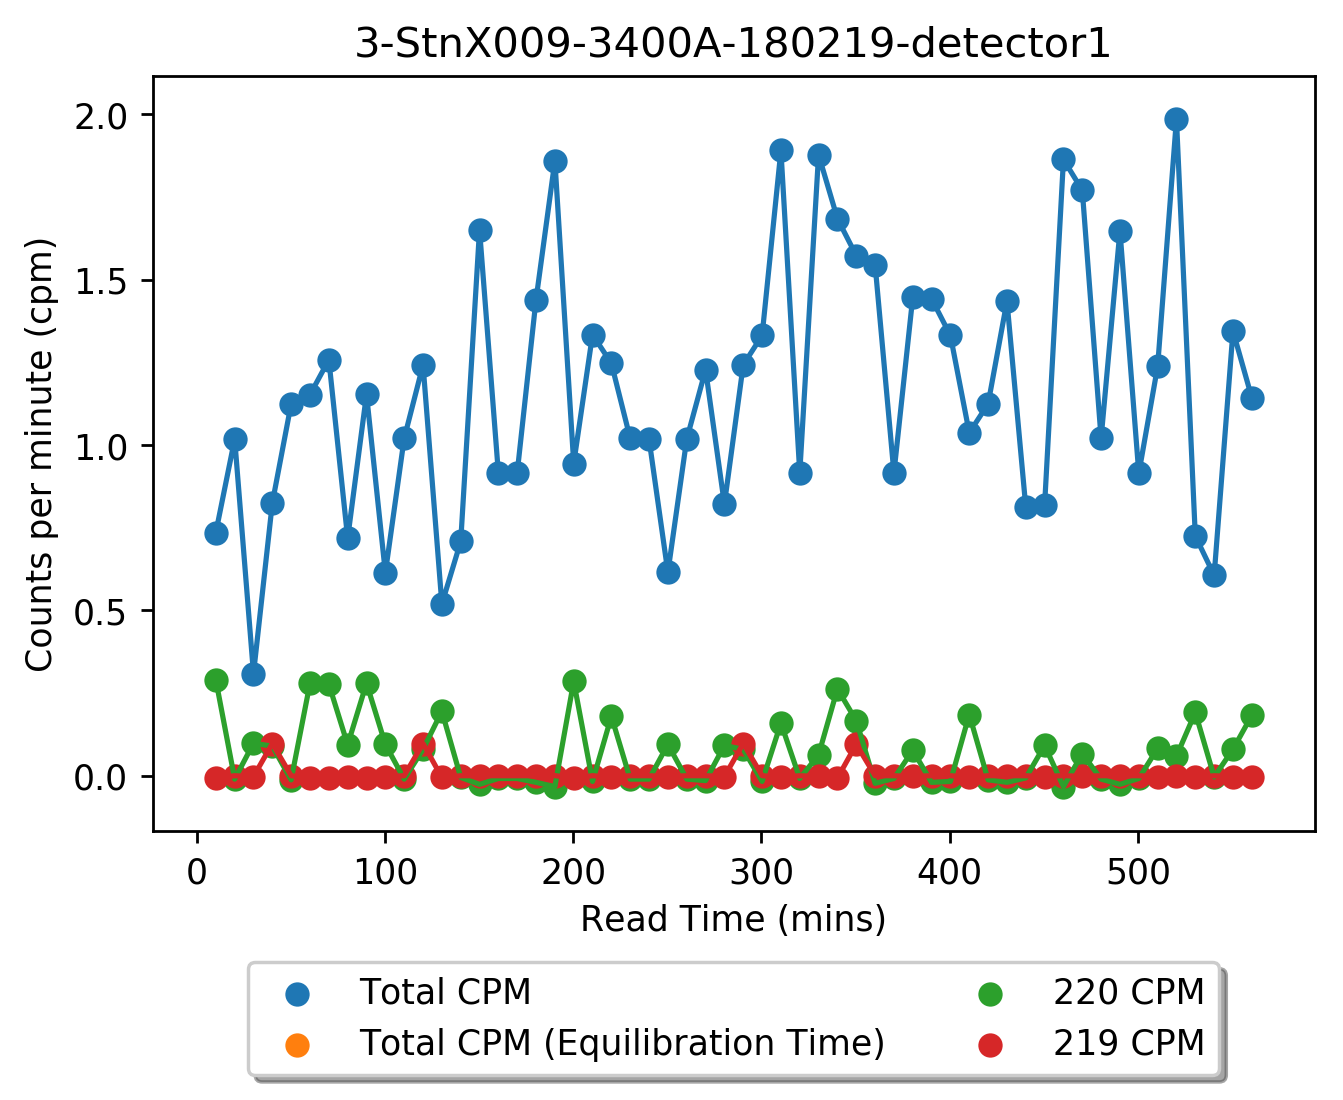 3-StnX009-3400A-180219-detector1
2.0
1.5
1.0
0.5
0.0
Counts per minute (cpm)
0 100 200 300 400 500
Read Time (mins)
Total CPM
Total CPM (Equilibration Time)
220 CPM
219 CPM